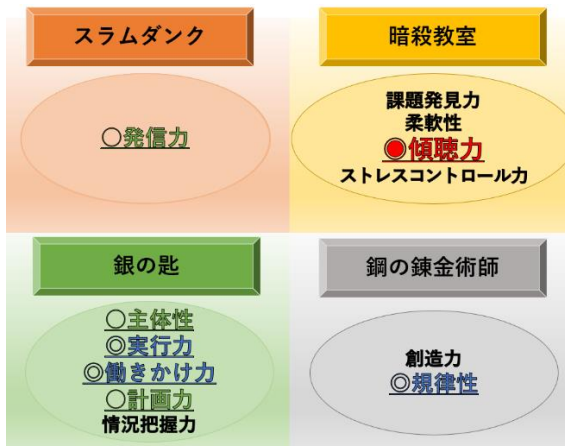 スラムダンク
○発信力
暗殺教室
課題発見力
柔軟性
◉傾聴力
ストレスコントロール力
銀の匙
○主体性
◎実行力
◎働きかけ力
○計画力
情況把握力
鋼の錬金術師
創造力
◎規律性